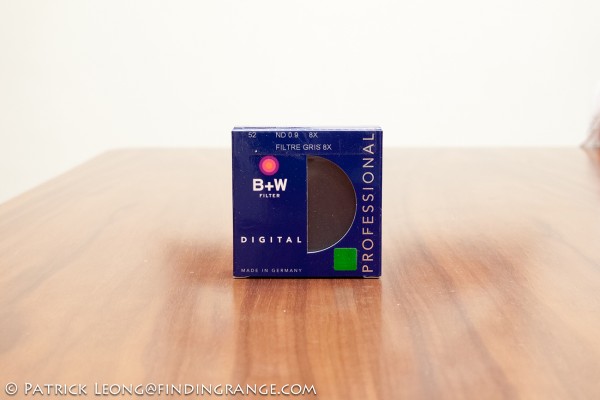 52 ND 0.9 8X
FILTRE GRIS 8X
B+W
FILTER
DIGITAL
MADE IN GERMANY
PROFESSIONAL
© PATRICK LEONG@FINDINGRANGE.COM